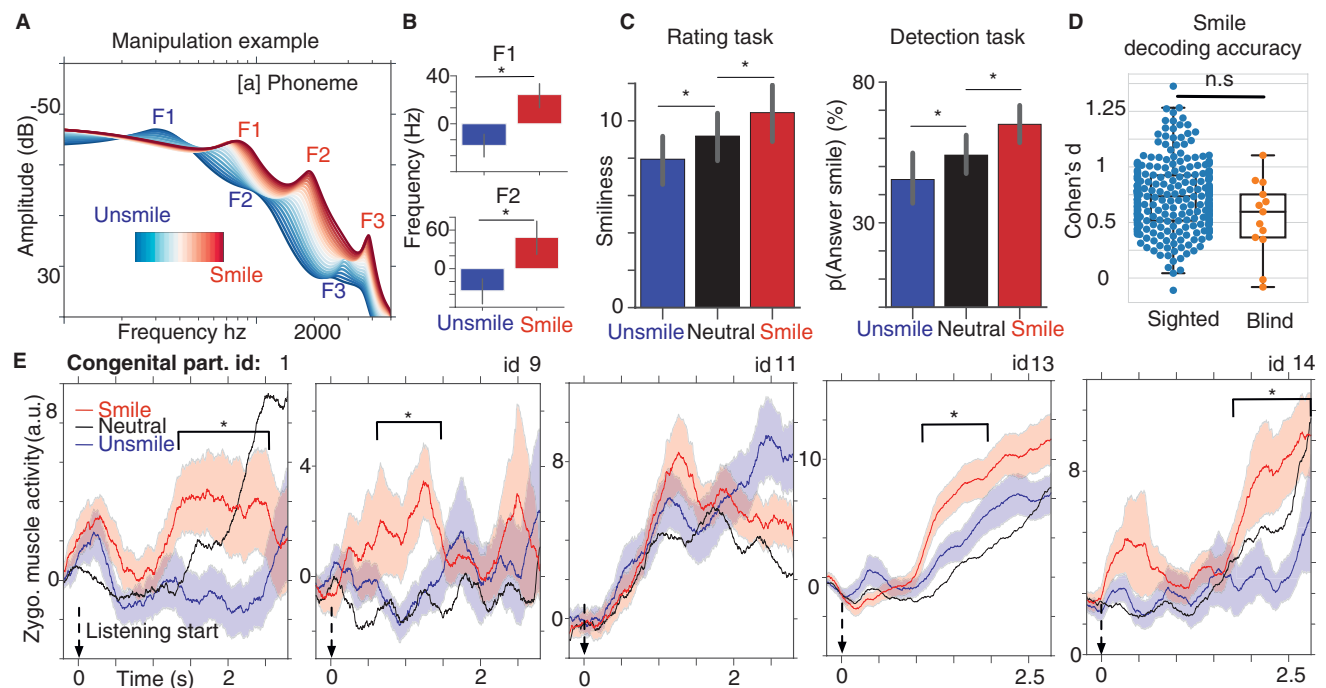 A
Manipulation example
[a] Phoneme
-50
30
Amplitude (dB)
F1
F1
F2
F2
F3
F3
Unsmile
Smile
Frequency hz
2000
B
F1
*
40
0
Frequency (Hz)
F2
*
60
0
Unsmile
Smile
C
Rating task
*
*
10
0
Smiliness
Unsmile
Neutral
Smile
Detection task
*
*
80
30
p(Answer smile) (%)
Unsmile
Neutral
Smile
D
Smile
decoding accuracy
n.s
1.25
1
0.5
0
Cohen's d
Sighted
Blind
E
Congenital part. id: 1
id 9
id 11
id 13
id 14
Zygo. muscle activity (a.u.)
8
0
Smile
Neutral
Unsmile
*
Listening start
0
Time (s)
2
4
0
*
0
2
8
0
0
2
10
0
*
0
2.5
8
0
*
0
2.5